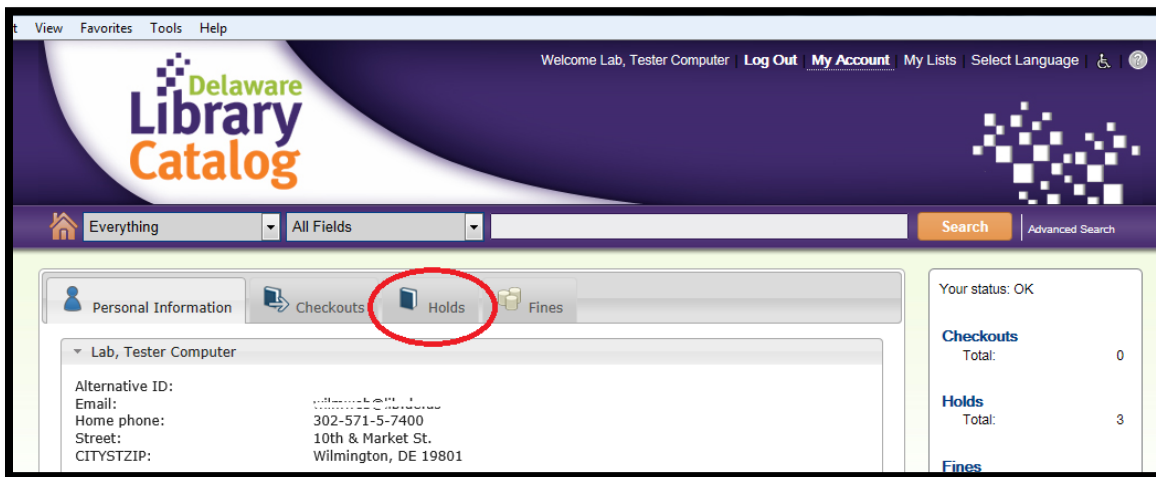 t View Favorites Tools Help
Welcome Lab, Tester Computer Log Out My Account My Lists Select Language ?
Delaware
Library
Catalog
Everything All Fields Search Advanced Search
Personal Information Checkouts Holds Fines
Lab, Tester Computer
Alternative ID:
Email:
Home phone: 302-571-5-7400
Street: 10th & Market St.
CITYSTZIP: Wilmington, DE 19801
Your status: OK
Checkouts
Total: 0
Holds
Total: 3
Fines